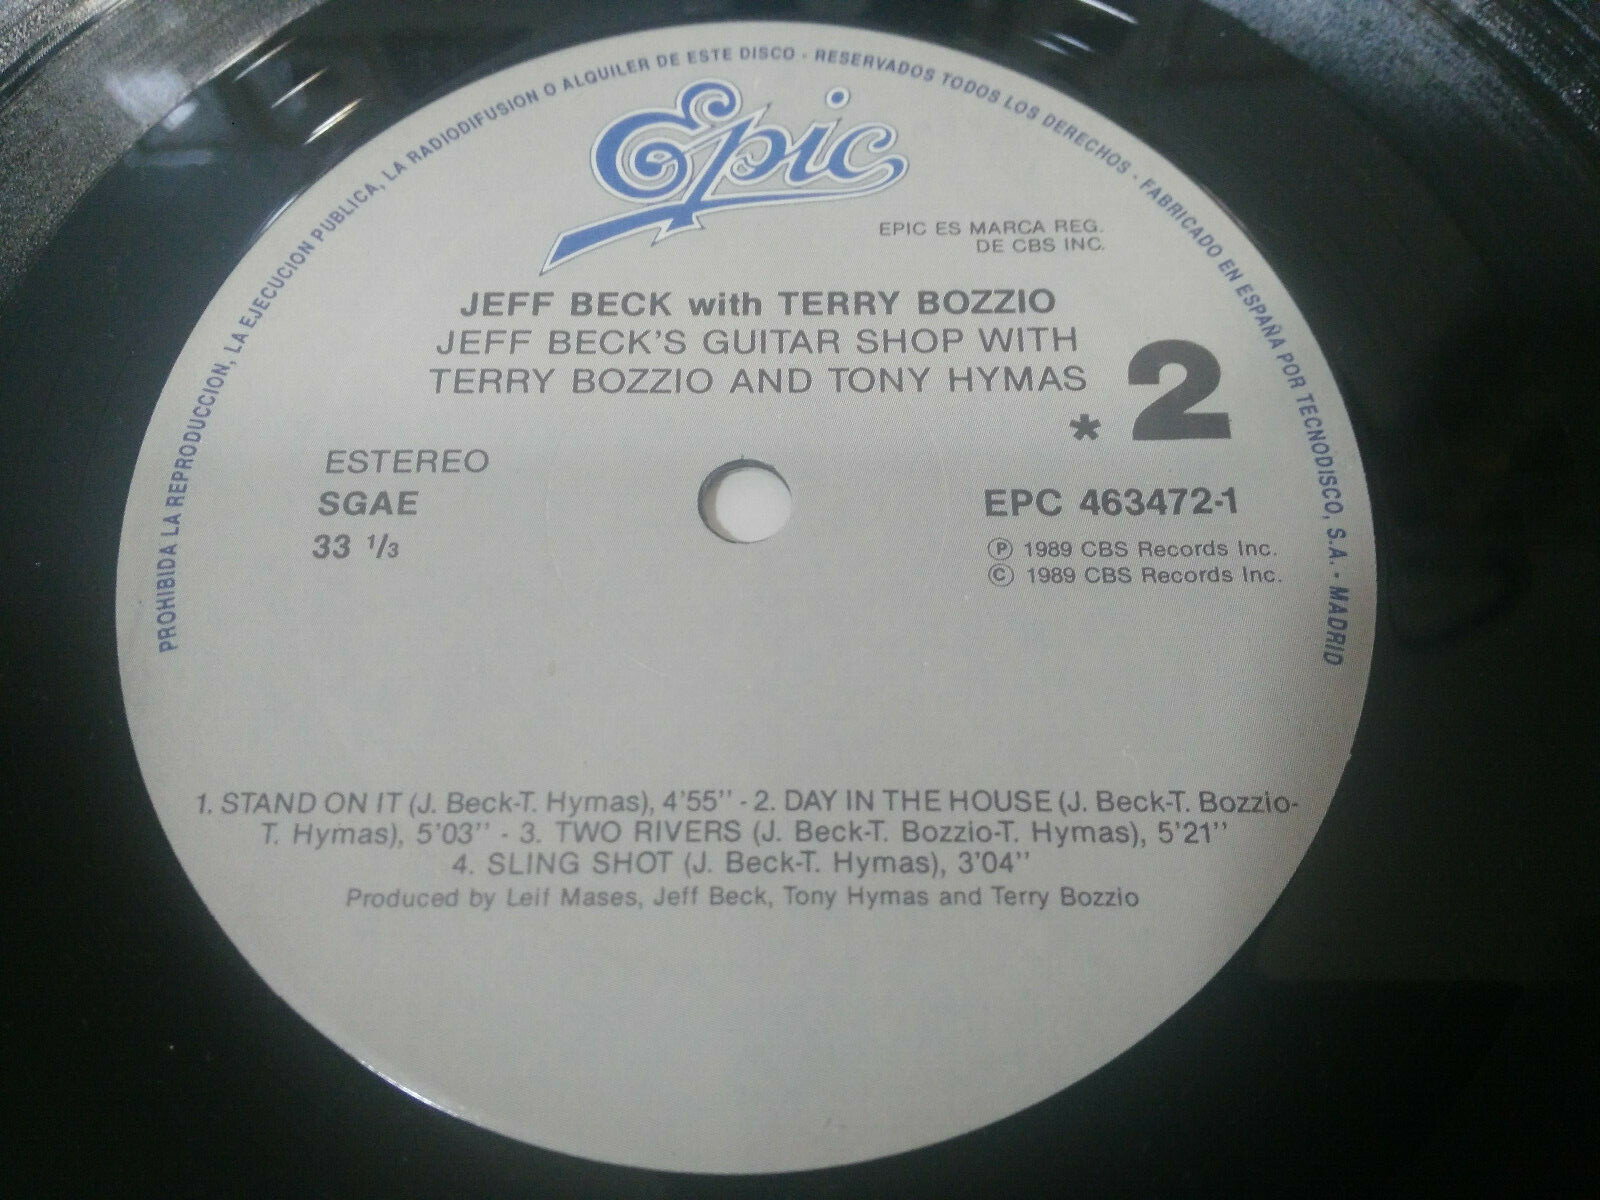 PROHIBIDA LA REPRODUCCION, LA EJECUCION PUBLICA, LA RADIODIFUSION O ALQUILER DE ESTE DISCO - RESERVADOS TODOS LOS DERECHOS - FABRICADO EN ESPAÑA POR TECNODISCO, S.A. - MADRID
Epic
EPIC ES MARCA REG.
DE CBS INC.
JEFF BECK with TERRY BOZZIO
JEFF BECK'S GUITAR SHOP WITH
TERRY BOZZIO AND TONY HYMAS
* 2
ESTEREO
SGAE
33 1/3
EPC 463472-1
Ⓟ 1989 CBS Records Inc.
© 1989 CBS Records Inc.
1. STAND ON IT (J. Beck-T. Hymas), 4'55" - 2. DAY IN THE HOUSE (J. Beck-T. Bozzio-
T. Hymas), 5'03" - 3. TWO RIVERS (J. Beck-T. Bozzio-T. Hymas), 5'21"
4. SLING SHOT (J. Beck-T. Hymas), 3'04"
Produced by Leif Mases, Jeff Beck, Tony Hymas and Terry Bozzio